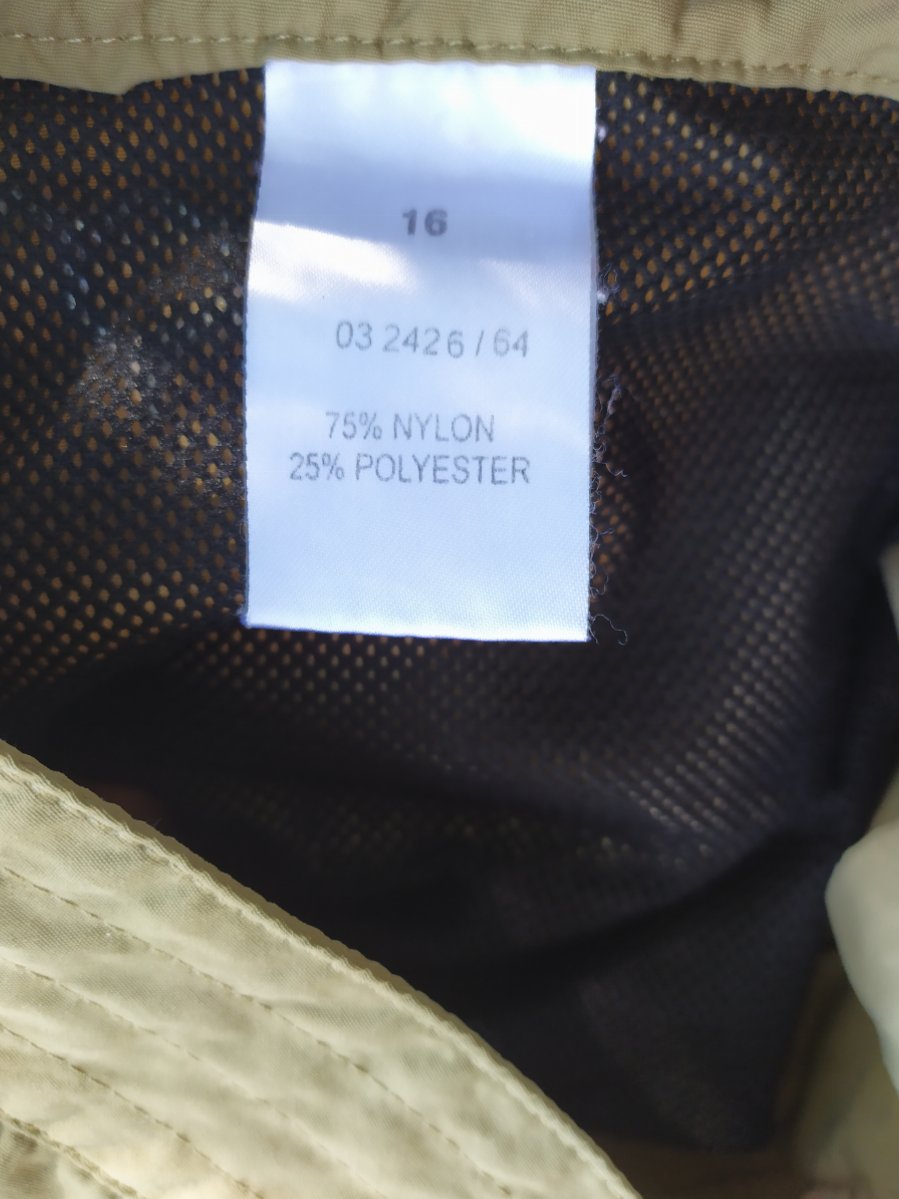 16
03 2426 / 64
75% NYLON
25% POLYESTER